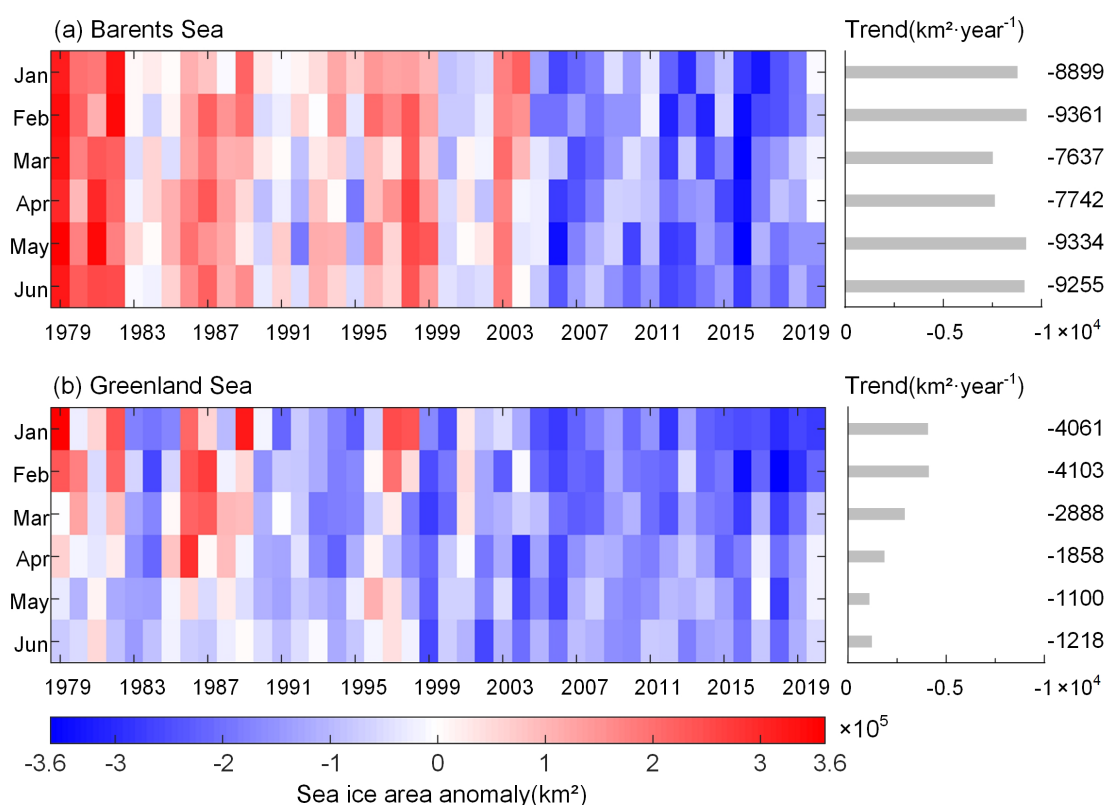 (a) Barents Sea
Trend(km²·year⁻¹)
Jan
Feb
Mar
Apr
May
Jun
-8899
-9361
-7637
-7742
-9334
-9255
1979 1983 1987 1991 1995 1999 2003 2007 2011 2015 2019
0 -0.5 -1 ×10⁴
(b) Greenland Sea
Trend(km²·year⁻¹)
Jan
Feb
Mar
Apr
May
Jun
-4061
-4103
-2888
-1858
-1100
-1218
1979 1983 1987 1991 1995 1999 2003 2007 2011 2015 2019
0 -0.5 -1 ×10⁴
×10⁵
-3.6 -3 -2 -1 0 1 2 3 3.6
Sea ice area anomaly(km²)